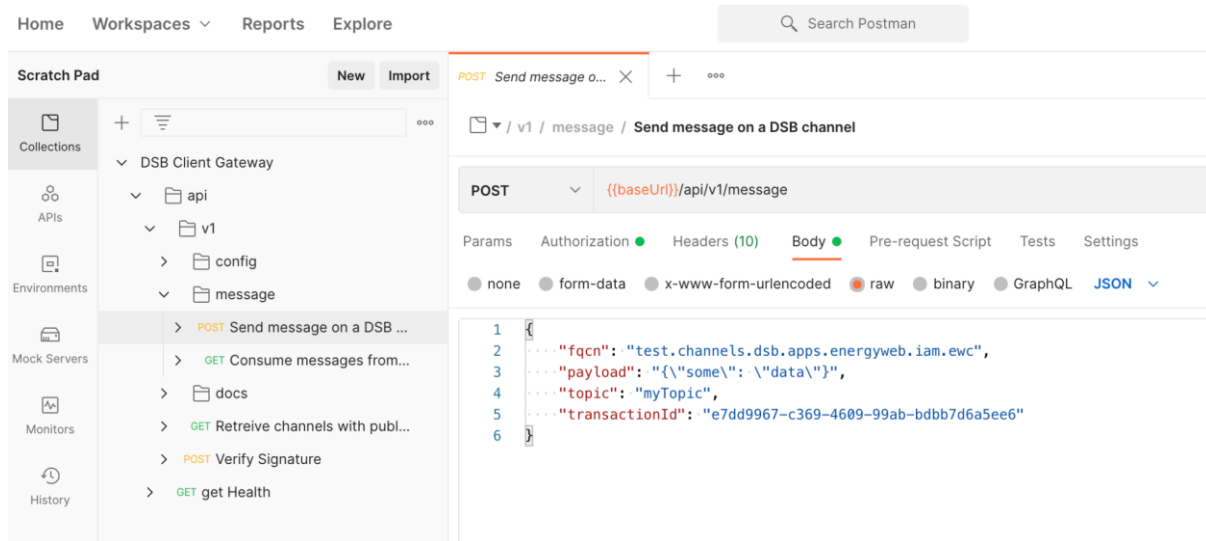 Home Workspaces Reports Explore Search Postman
Scratch Pad New Import
POST Send message o...
Collections
APIs
Environments
Mock Servers
Monitors
History
DSB Client Gateway
api
v1
config
message
POST Send message on a DSB ...
GET Consume messages from...
docs
GET Retreive channels with publ...
POST Verify Signature
GET get Health
/ v1 / message / Send message on a DSB channel
POST {{baseUrl}}/api/v1/message
Params Authorization Headers (10) Body Pre-request Script Tests Settings
none form-data x-www-form-urlencoded raw binary GraphQL JSON
1 {
2 "fqcn": "test.channels.dsb.apps.energyweb.iam.ewc",
3 "payload": "{\"some\": \"data\"}",
4 "topic": "myTopic",
5 "transactionId": "e7dd9967-c369-4609-99ab-bdbb7d6a5ee6"
6 }